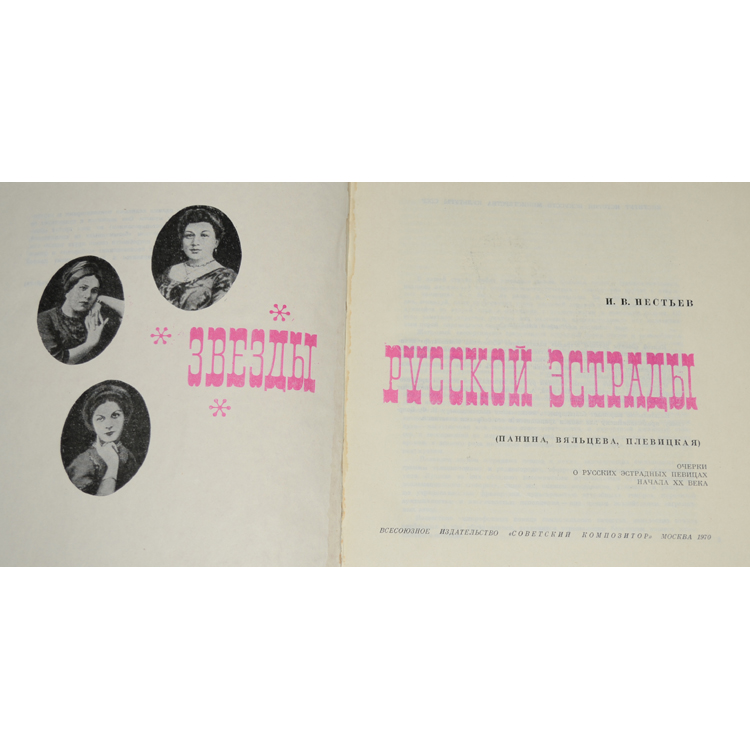 ЗВЕЗДЫ
И. В. НЕСТЬЕВ
РУССКОЙ ЭСТРАДЫ
(ПАНИНА, ВЯЛЬЦЕВА, ПЛЕВИЦКАЯ)
ОЧЕРКИ
О РУССКИХ ЭСТРАДНЫХ ПЕВИЦАХ
НАЧАЛА XX ВЕКА
ВСЕСОЮЗНОЕ ИЗДАТЕЛЬСТВО «СОВЕТСКИЙ КОМПОЗИТОР» МОСКВА 1970